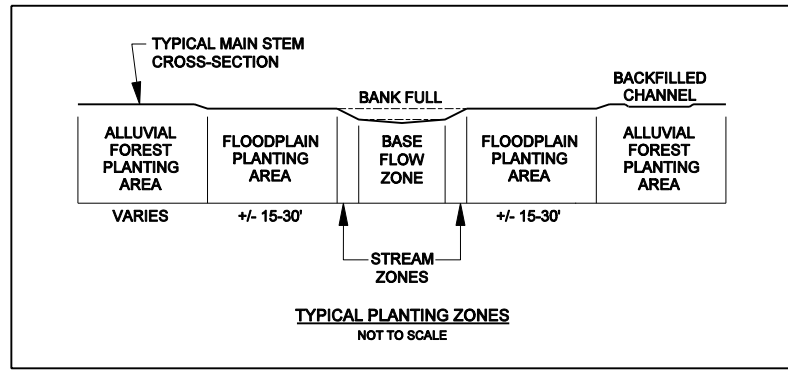 TYPICAL MAIN STEM
CROSS-SECTION
BANK FULL
BACKFILLED
CHANNEL
ALLUVIAL
FOREST
PLANTING
AREA
FLOODPLAIN
PLANTING
AREA
BASE
FLOW
ZONE
FLOODPLAIN
PLANTING
AREA
ALLUVIAL
FOREST
PLANTING
AREA
VARIES
+/- 15-30'
+/- 15-30'
STREAM
ZONES
TYPICAL PLANTING ZONES
NOT TO SCALE